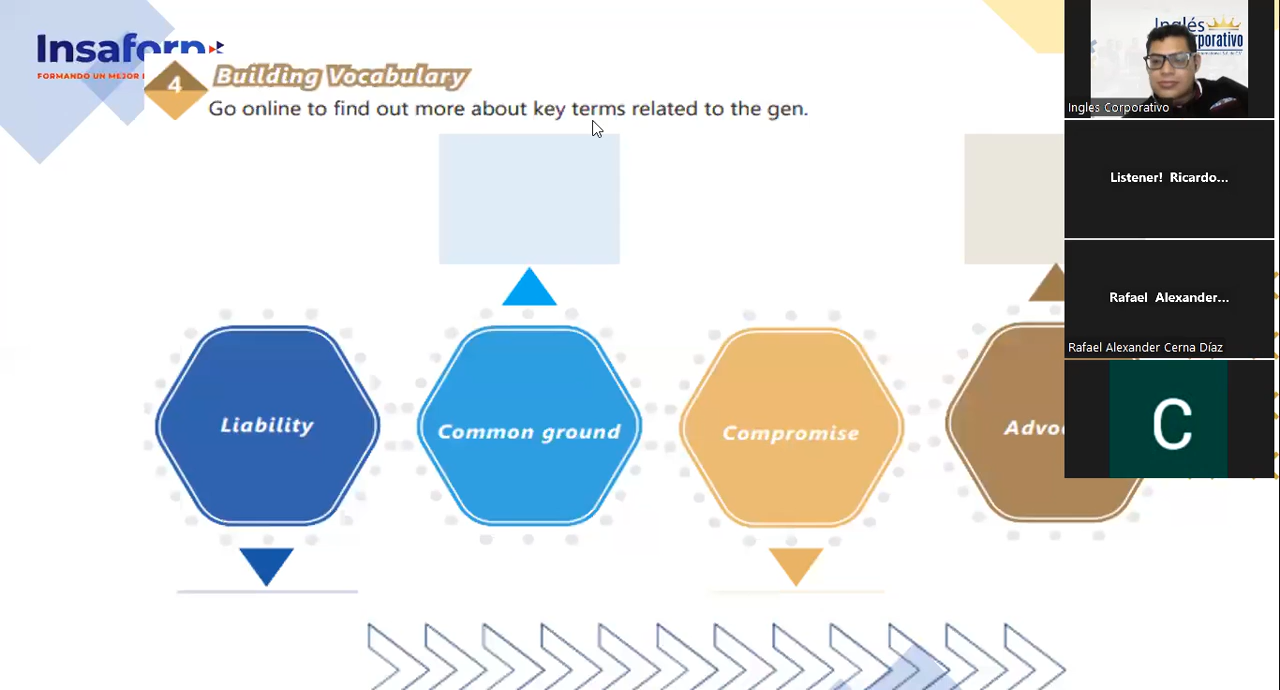 Insaforp
FORMANDO UN MEJOR
4
Building Vocabulary
Go online to find out more about key terms related to the gen.
Liability
Common ground
Compromise
Inglés
Ingles Corporativo
Listener! Ricardo...
Rafael Alexander...
Rafael Alexander Cerna Díaz
C